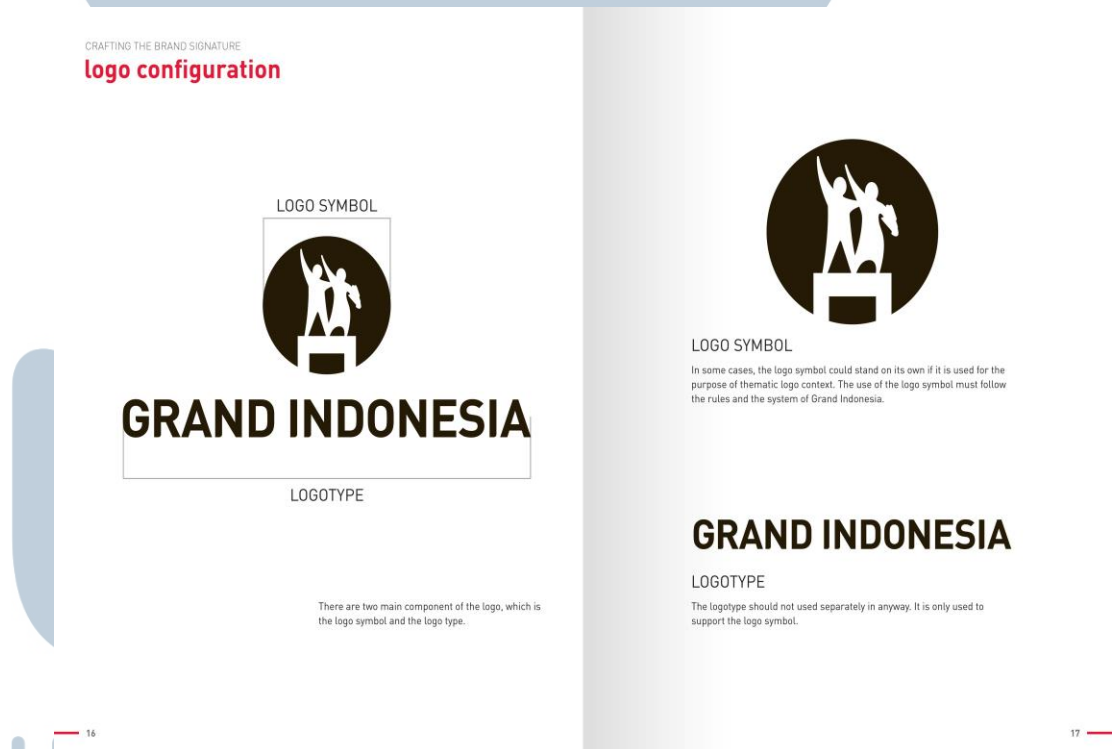 CRAFTING THE BRAND SIGNATURE
logo configuration
LOGO SYMBOL
GRAND INDONESIA
LOGOTYPE
There are two main component of the logo, which is
the logo symbol and the logo type.
16
LOGO SYMBOL
In some cases, the logo symbol could stand on its own if it is used for the
purpose of thematic logo context. The use of the logo symbol must follow
the rules and the system of Grand Indonesia.
GRAND INDONESIA
LOGOTYPE
The logotype should not used separately in anyway. It is only used to
support the logo symbol.
17